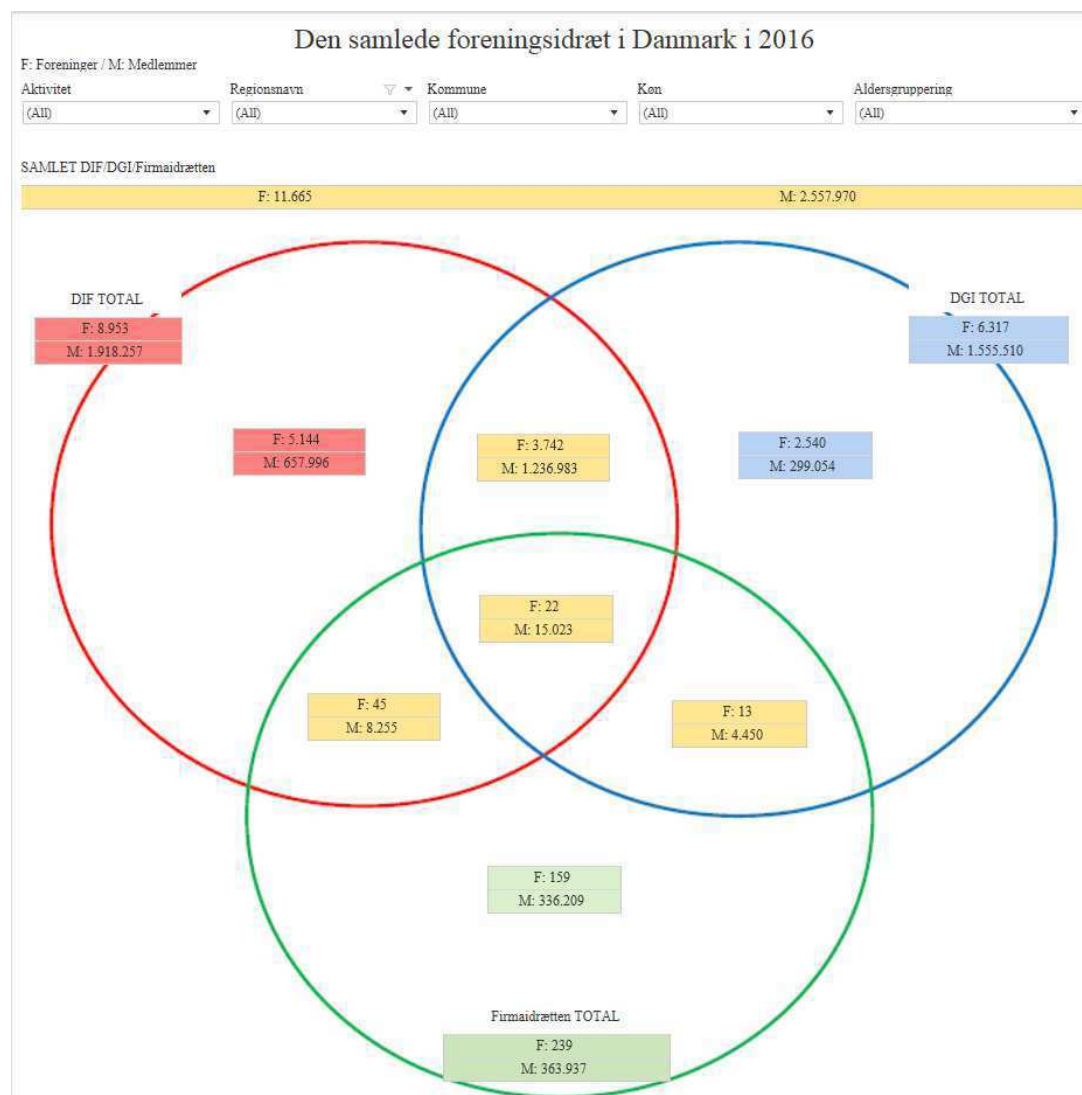 Den samlede foreningsidræt i Danmark i 2016
F: Foreninger / M: Medlemmer
Aktivitet Regionsnavn Kommune Køn Aldersgruppering
(All) (All) (All) (All) (All)
SAMLET DIF/DGI/Firmaidrætten
F: 11.665 M: 2.557.970
DIF TOTAL
F: 8.953
M: 1.918.257
DGI TOTAL
F: 6.317
M: 1.555.510
F: 5.144
M: 657.996
F: 3.742
M: 1.236.983
F: 2.540
M: 299.054
F: 22
M: 15.023
F: 45
M: 8.255
F: 13
M: 4.450
F: 159
M: 336.209
Firmaidrætten TOTAL
F: 239
M: 363.937